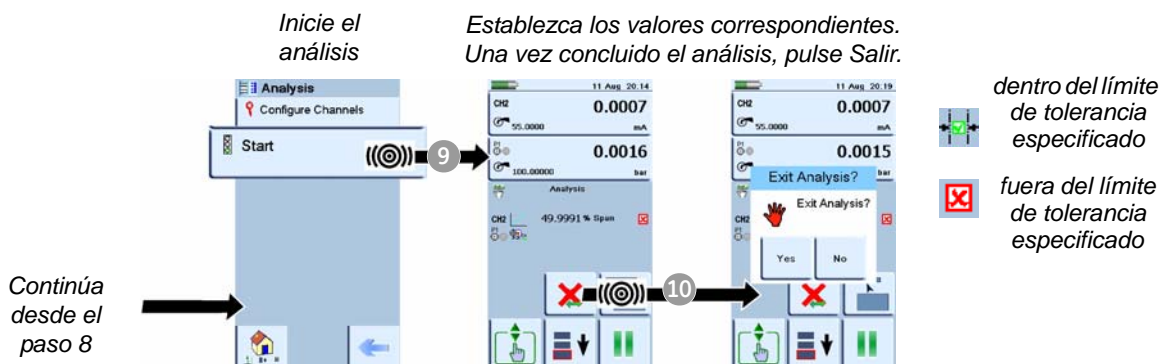 Inicie el
análisis
Establezca los valores correspondientes.
Una vez concluido el análisis, pulse Salir.
Analysis
Configure Channels
Start
9
11 Aug 20:14
CH2
0.0007
55.0000
mA
P1
0.0016
100.00000
bar
Analysis
CH2
49.9991 % Span
P1
10
11 Aug 20:19
CH2
0.0007
55.0000
mA
P1
0.0015
bar
Exit Analysis?
Exit Analysis?
CH2
P1
Yes
No
dentro del límite
de tolerancia
especificado
fuera del límite
de tolerancia
especificado
Continúa
desde el
paso 8